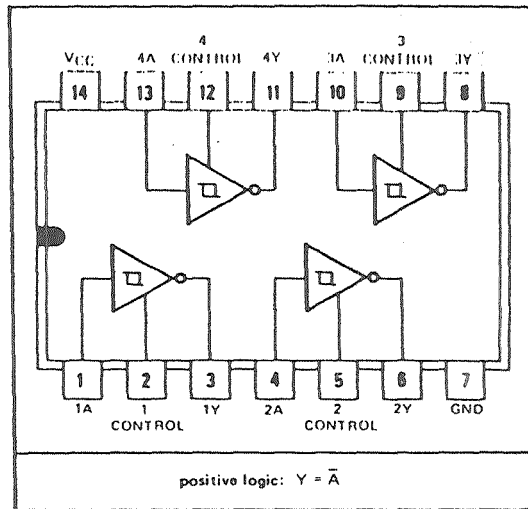 4 3
VCC 4A CONTROL 4Y 3A CONTROL 3Y
14 13 12 11 10 9 8
1 2 3 4 5 6 7
1A 1 1Y 2A 2 2Y GND
CONTROL CONTROL
positive logic: Y = A̅